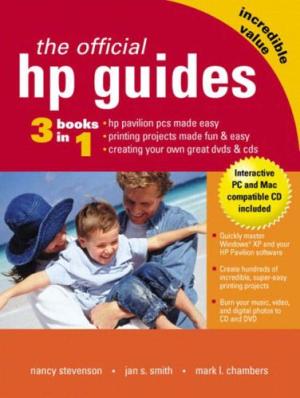 incredible
value
the official
hp guides
3 books
in 1
• hp pavilion pcs made easy
• printing projects made fun & easy
• creating your own great dvds & cds
Interactive
PC and Mac
compatible CD
included
• Quickly master
Windows® XP and your
HP Pavilion software
• Create hundreds of
incredible, super-easy
printing projects
• Burn your music, video,
and digital photos to
CD and DVD
nancy stevenson • jan s. smith • mark l. chambers